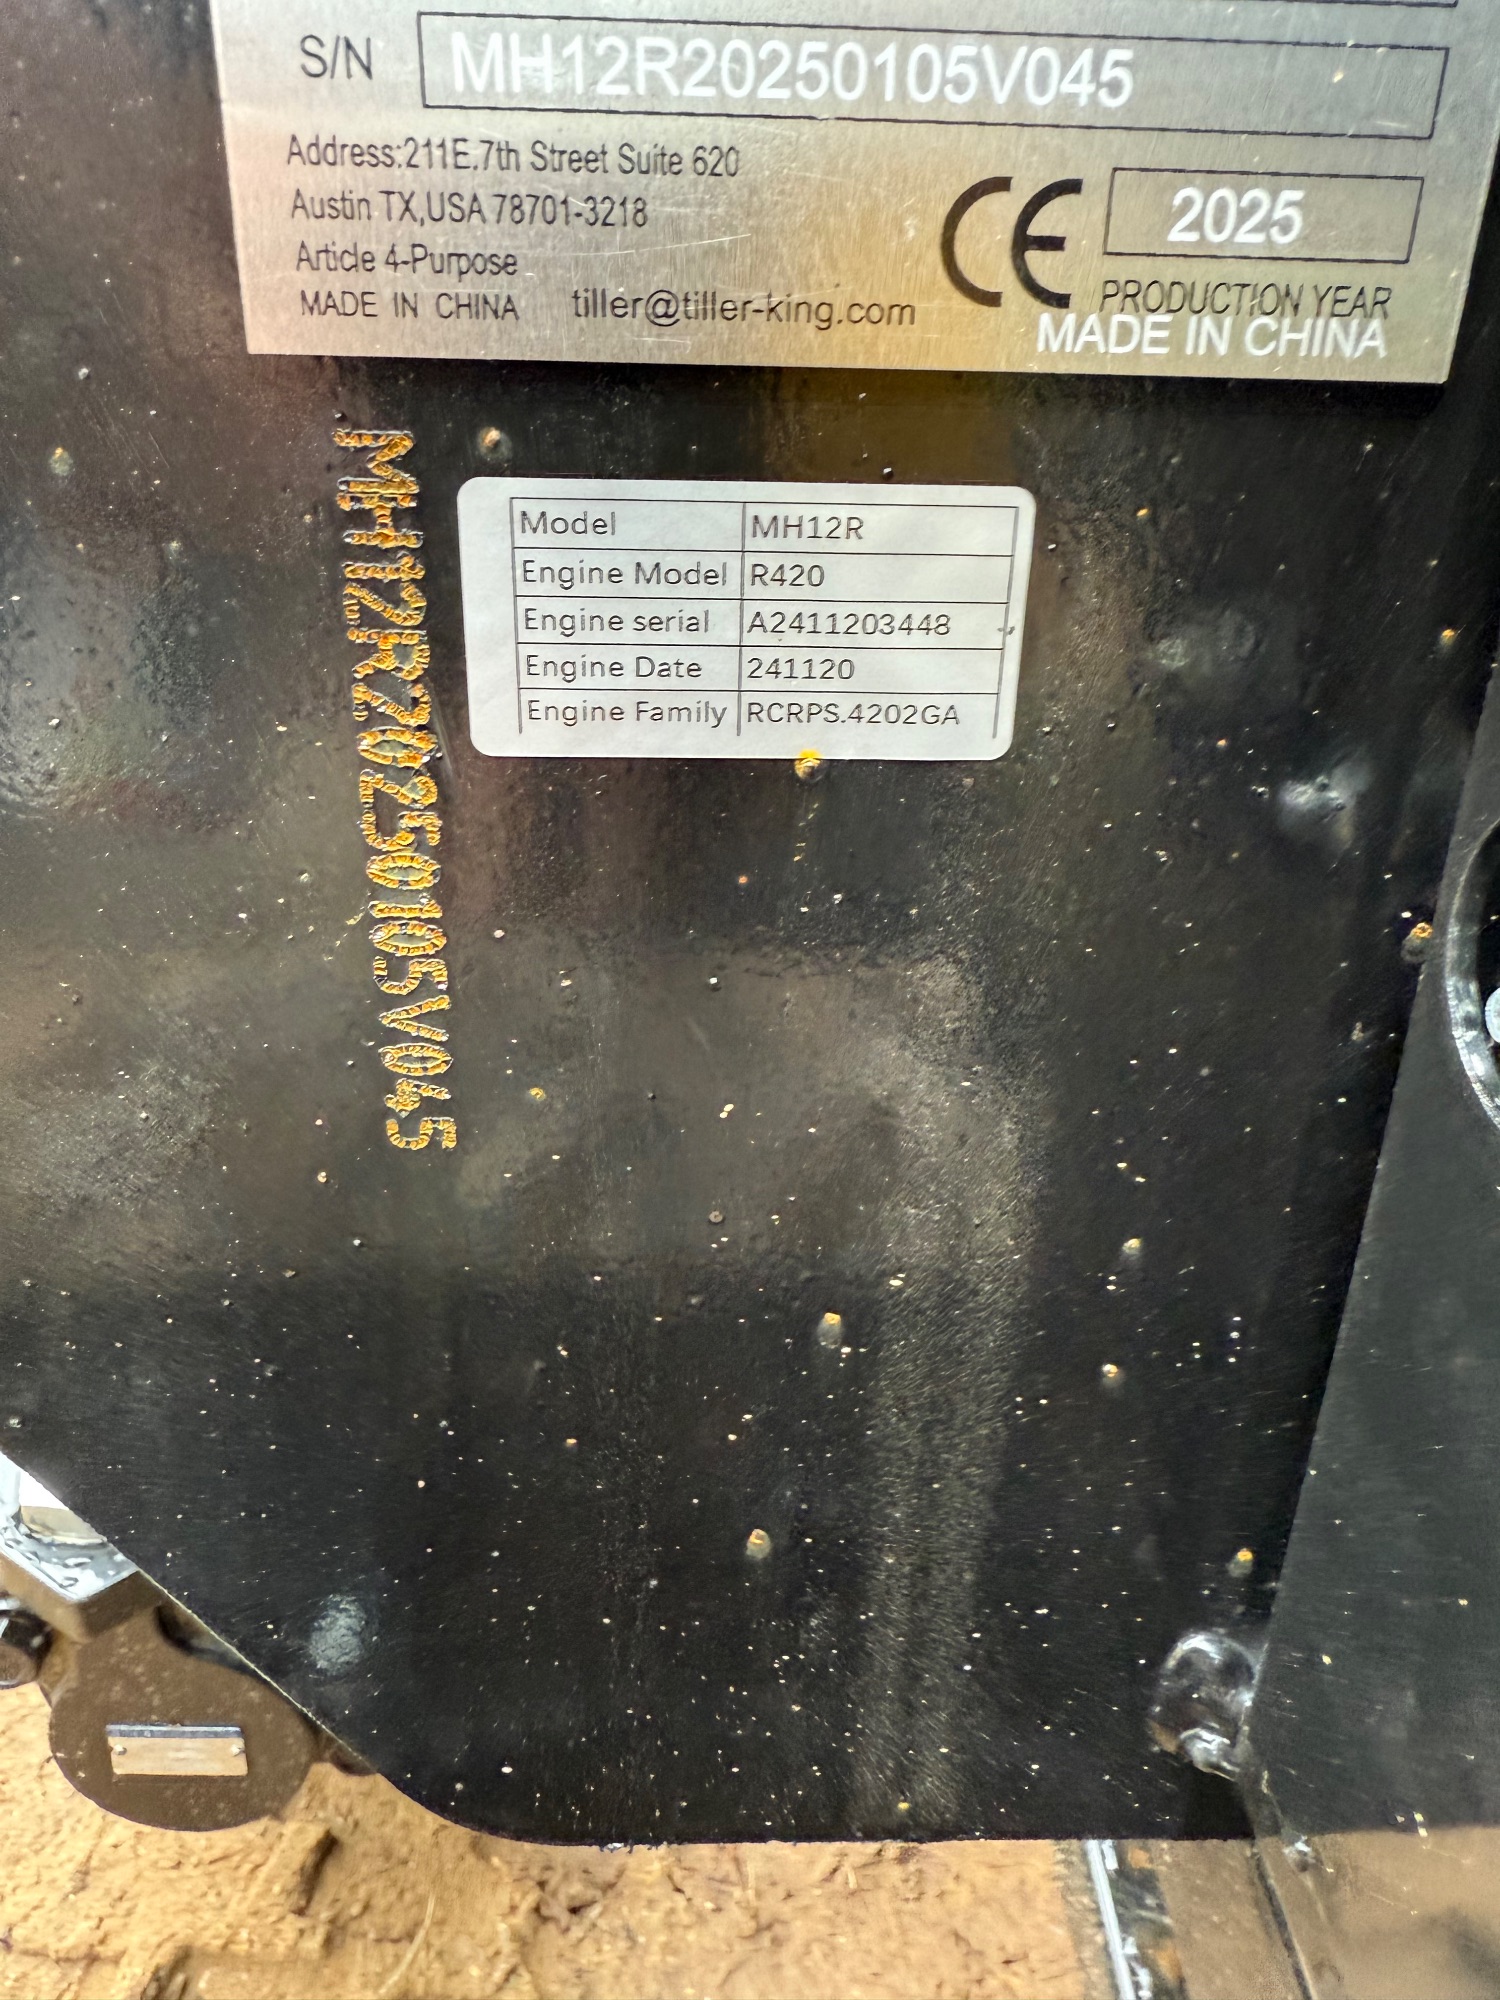 S/N MH12R20250105V045
Address:211E.7th Street Suite 620
Austin TX,USA 78701-3218
Article 4-Purpose
MADE IN CHINA tiller@tiller-king.com
CE 2025
PRODUCTION YEAR
MADE IN CHINA
MH12R20250105V045
Model MH12R
Engine Model R420
Engine serial A2411203448
Engine Date 241120
Engine Family RCRPS.4202GA